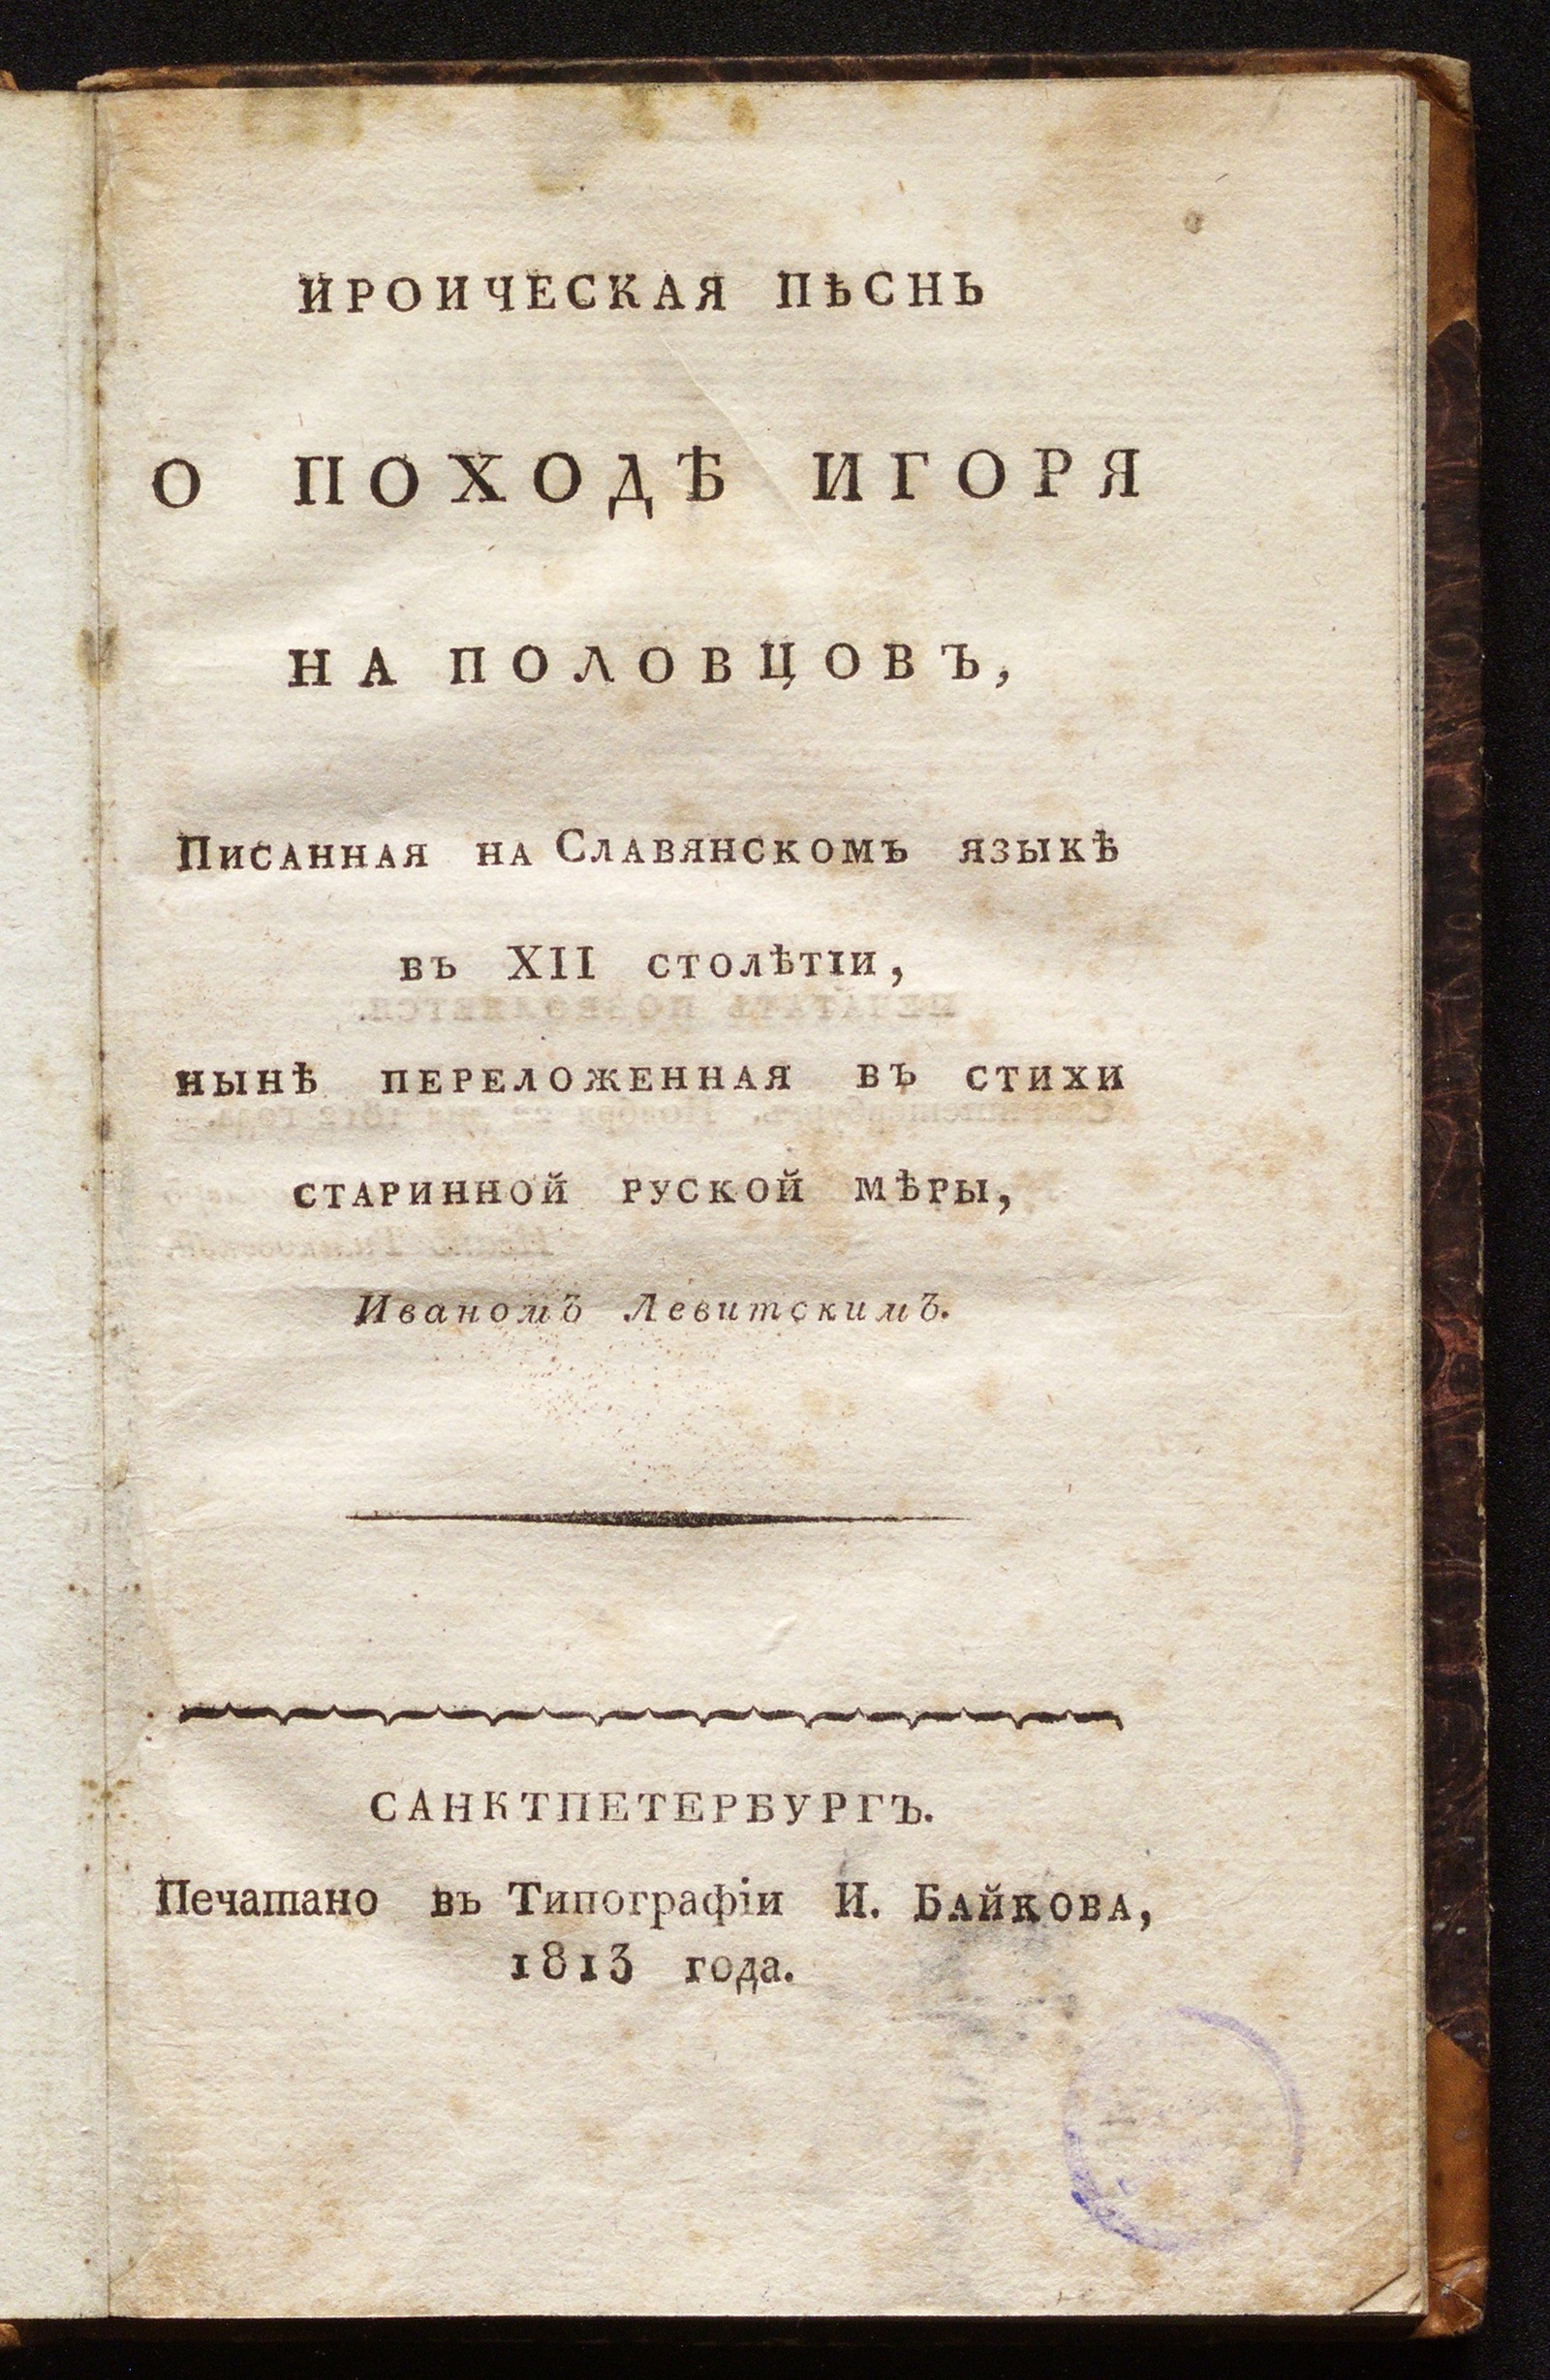 ИРОИЧЕСКАЯ ПѢСНЬ
О ПОХОДѢ ИГОРЯ
НА ПОЛОВЦОВЪ,
Писанная на Славянскомъ языкѣ
въ XII столѣтіи,
нынѣ переложенная въ стихи
старинной руской мѣры,
Иваномъ Левитскимъ.
САНКТПЕТЕРБУРГЪ.
Печатано въ Типографіи И. Байкова,
1813 года.